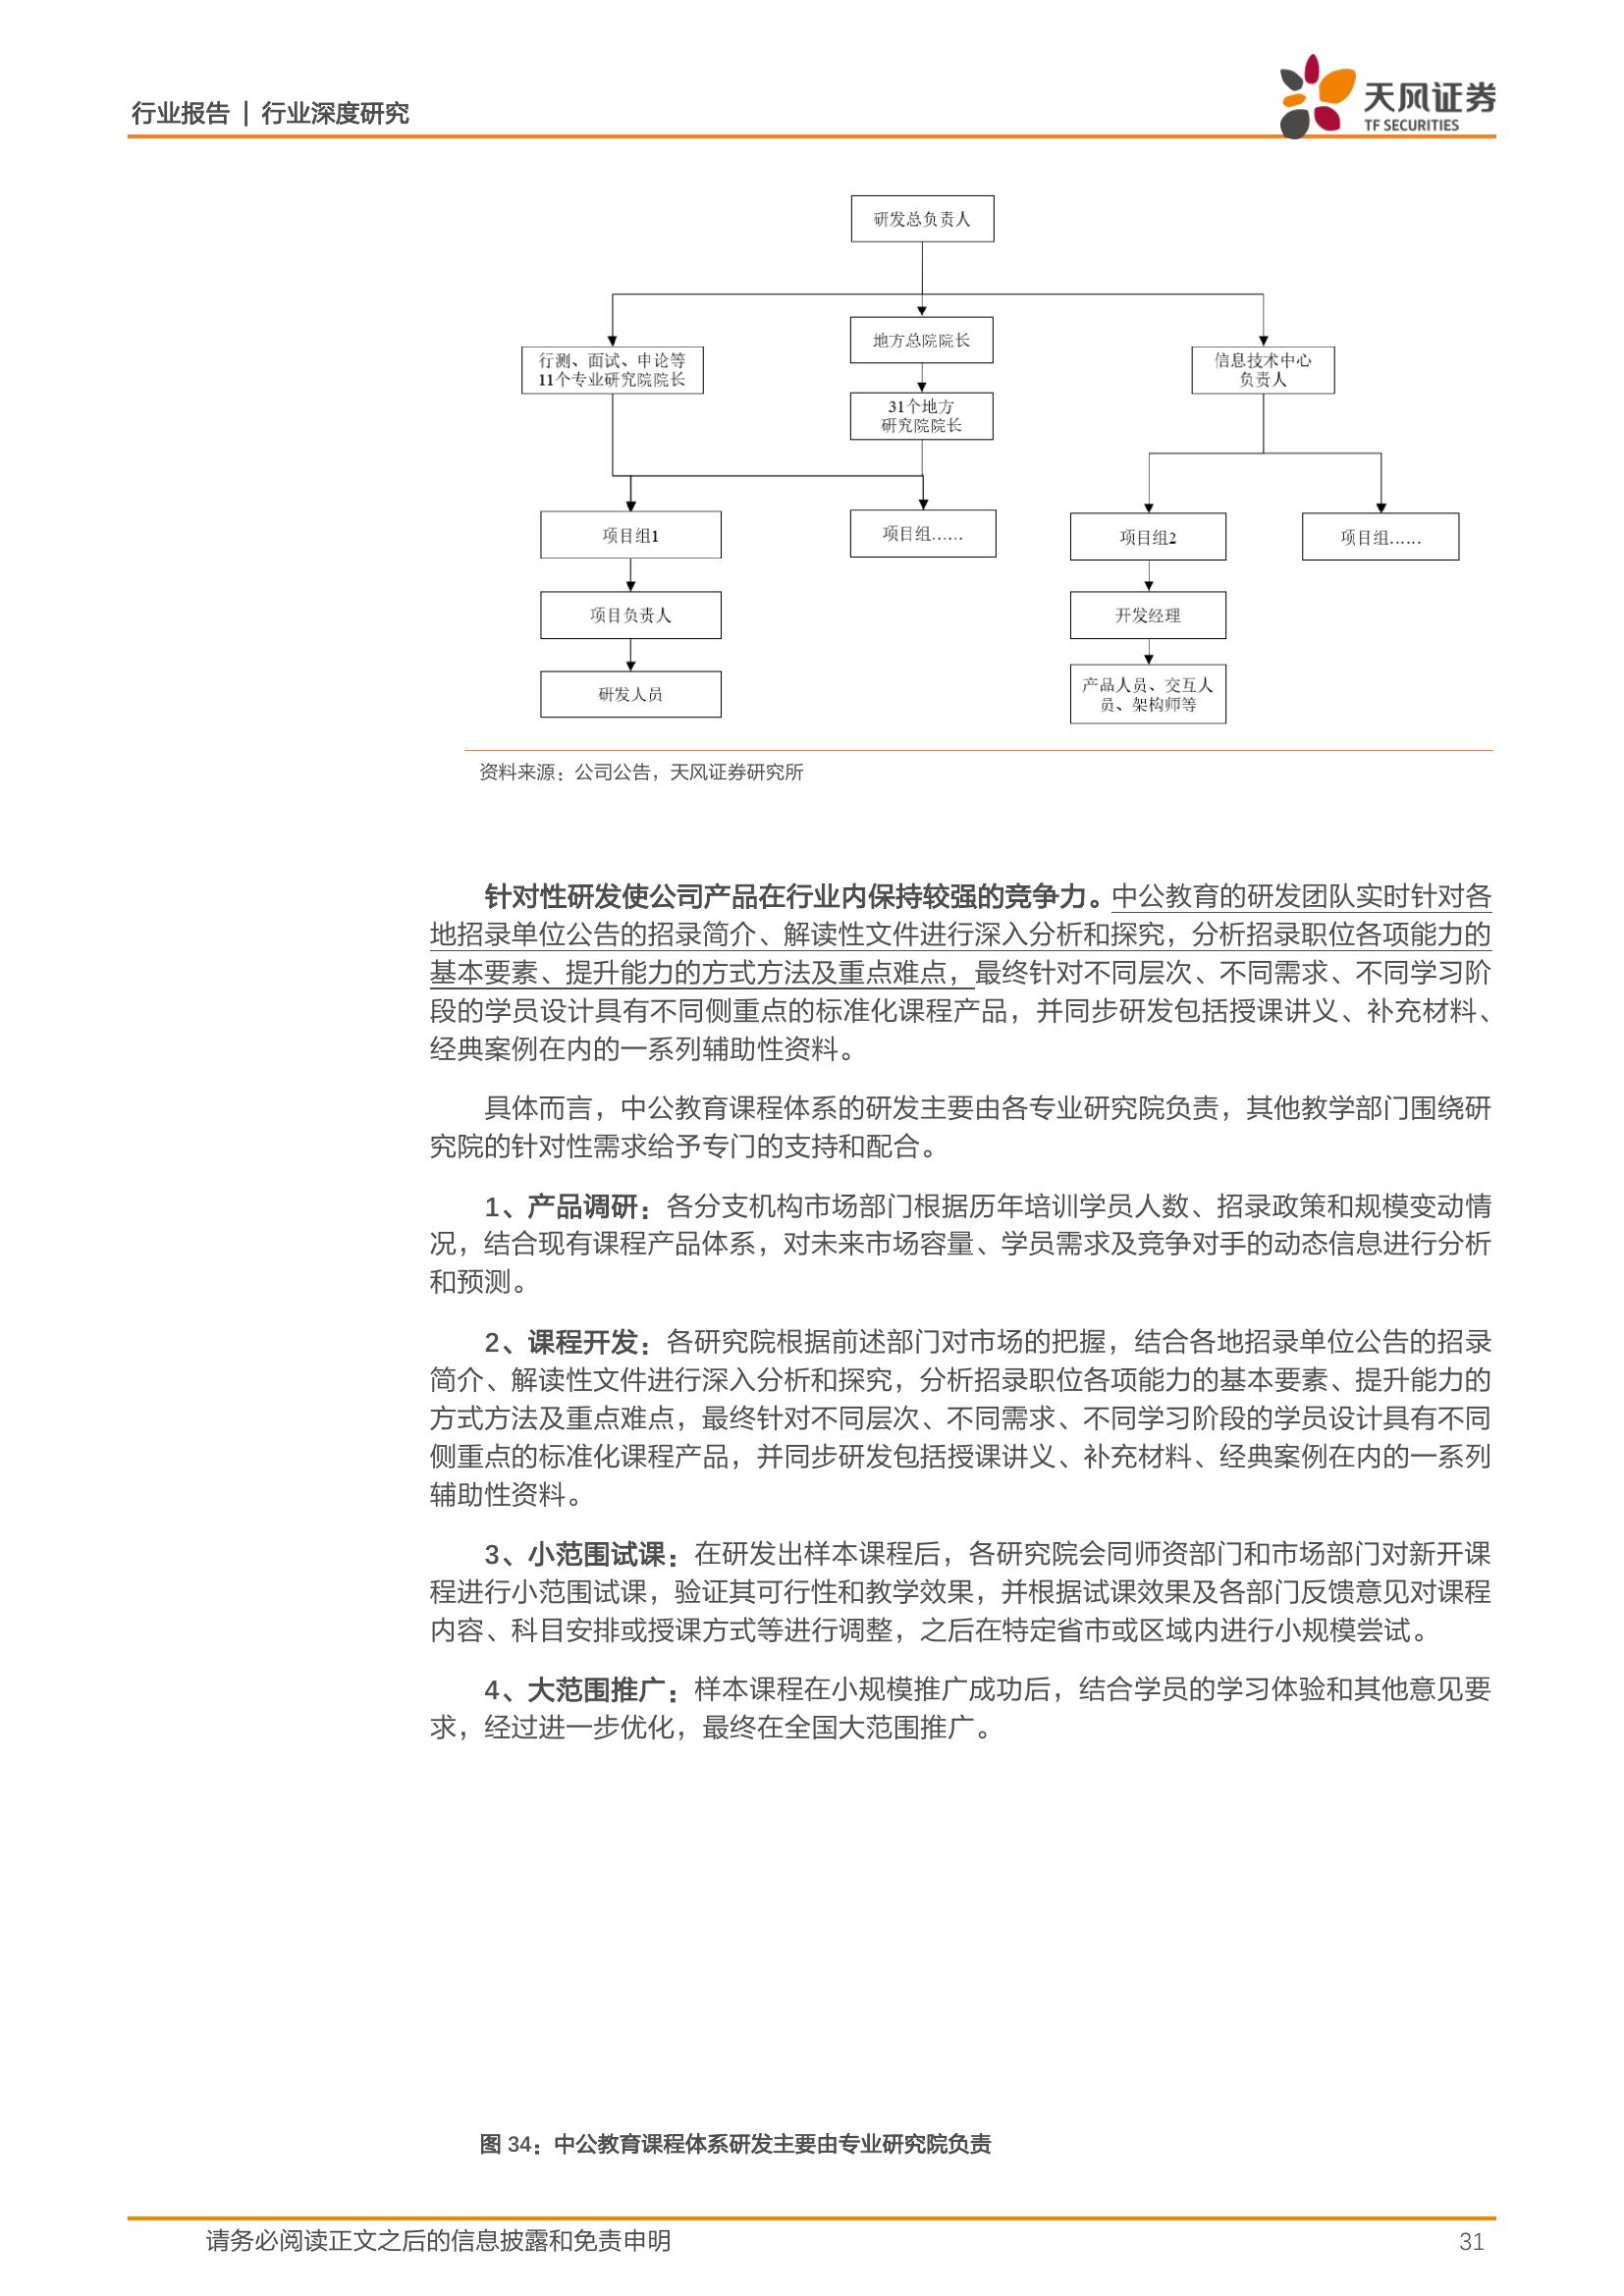 行业报告 | 行业深度研究
天风证券
TF SECURITIES
研发总负责人
行测、面试、申论等
11个专业研究院院长
地方总院院长
信息技术中心
负责人
31个地方
研究院院长
项目组1
项目组……
项目组2
项目组……
项目负责人
开发经理
研发人员
产品人员、交互人
员、架构师等
资料来源：公司公告，天风证券研究所
针对性研发使公司产品在行业内保持较强的竞争力。中公教育的研发团队实时针对各
地招录单位公告的招录简介、解读性文件进行深入分析和探究，分析招录职位各项能力的
基本要素、提升能力的方式方法及重点难点，最终针对不同层次、不同需求、不同学习阶
段的学员设计具有不同侧重点的标准化课程产品，并同步研发包括授课讲义、补充材料、
经典案例在内的一系列辅助性资料。
具体而言，中公教育课程体系的研发主要由各专业研究院负责，其他教学部门围绕研
究院的针对性需求给予专门的支持和配合。
1、产品调研：各分支机构市场部门根据历年培训学员人数、招录政策和规模变动情
况，结合现有课程产品体系，对未来市场容量、学员需求及竞争对手的动态信息进行分析
和预测。
2、课程开发：各研究院根据前述部门对市场的把握，结合各地招录单位公告的招录
简介、解读性文件进行深入分析和探究，分析招录职位各项能力的基本要素、提升能力的
方式方法及重点难点，最终针对不同层次、不同需求、不同学习阶段的学员设计具有不同
侧重点的标准化课程产品，并同步研发包括授课讲义、补充材料、经典案例在内的一系列
辅助性资料。
3、小范围试课：在研发出样本课程后，各研究院会同师资部门和市场部门对新开课
程进行小范围试课，验证其可行性和教学效果，并根据试课效果及各部门反馈意见对课程
内容、科目安排或授课方式等进行调整，之后在特定省市或区域内进行小规模尝试。
4、大范围推广：样本课程在小规模推广成功后，结合学员的学习体验和其他意见要
求，经过进一步优化，最终在全国大范围推广。
图 34：中公教育课程体系研发主要由专业研究院负责
请务必阅读正文之后的信息披露和免责申明
31